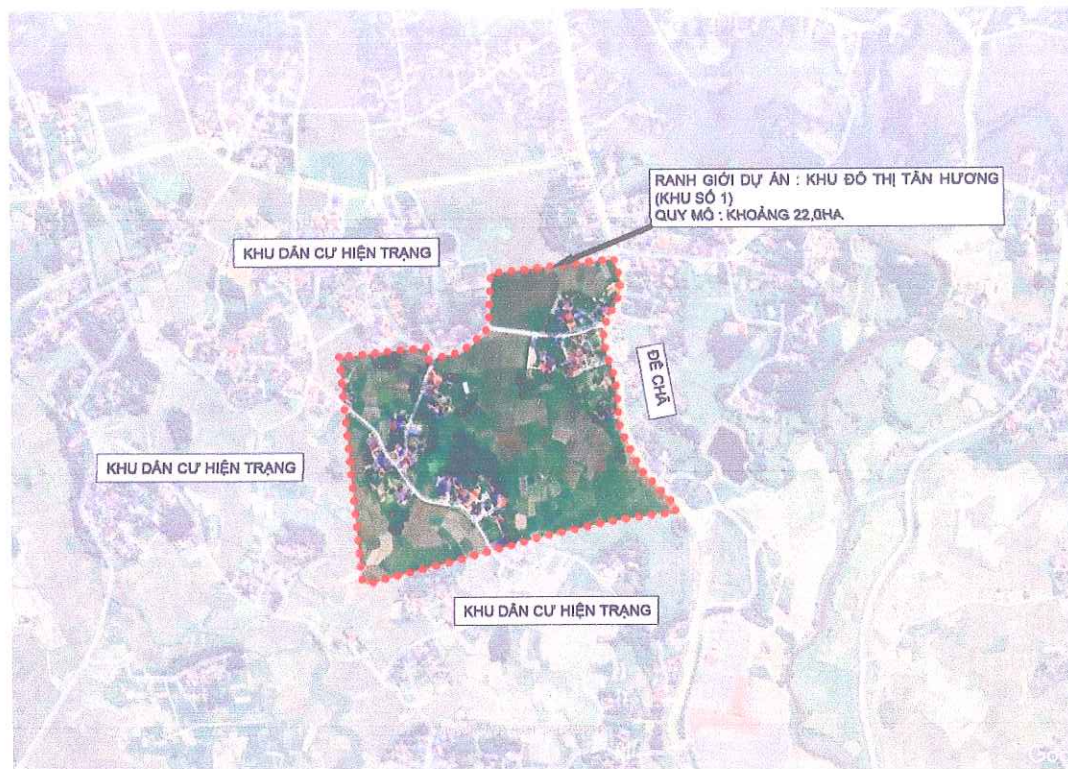 RANH GIỚI DỰ ÁN : KHU ĐÔ THỊ TÂN HƯƠNG
(KHU SỐ 1)
QUY MÔ : KHOẢNG 22,0HA
KHU DÂN CƯ HIỆN TRẠNG
ĐÊ CHÃ
KHU DÂN CƯ HIỆN TRẠNG
KHU DÂN CƯ HIỆN TRẠNG